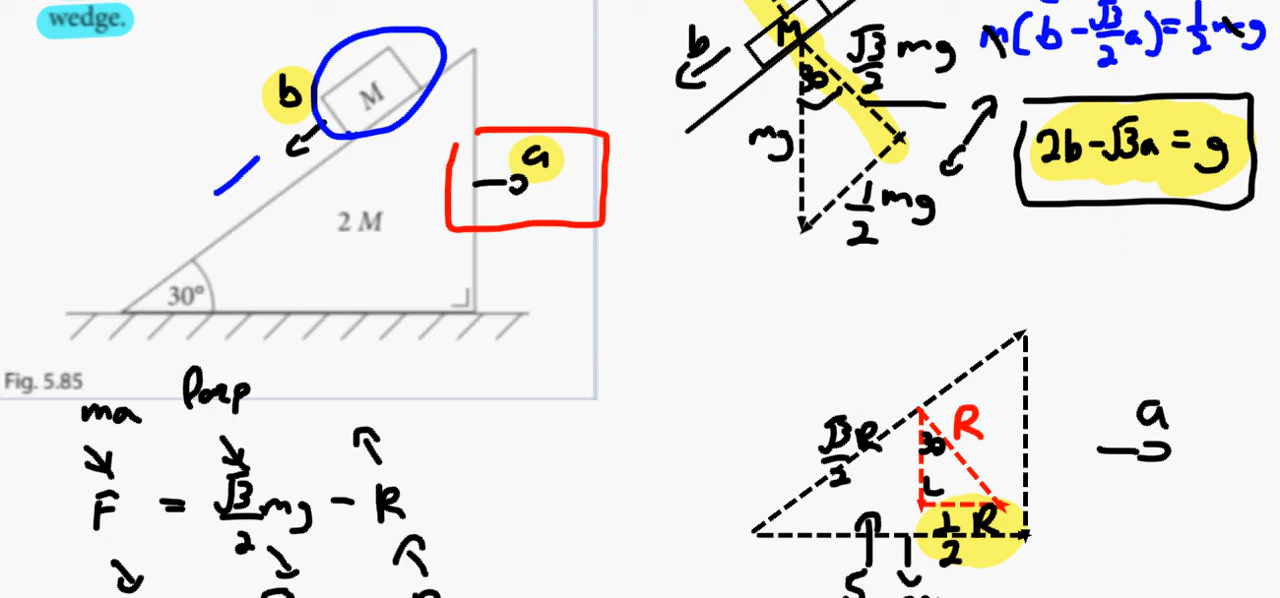 wedge.
b
M
a
2 M
30°
Fig. 5.85
b
M
30
√3/2 mg
mg
1/2 mg
m(b - √3/2 a) = 1/2 mg
2b - √3a = g
ma
Perp
F = √3/2 mg - R
√3/2 R
30
R
1/2 R
a
S